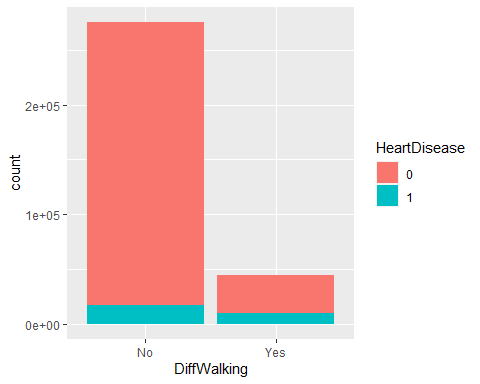 count
2e+05
1e+05
0e+00
No
Yes
DiffWalking
HeartDisease
0
1